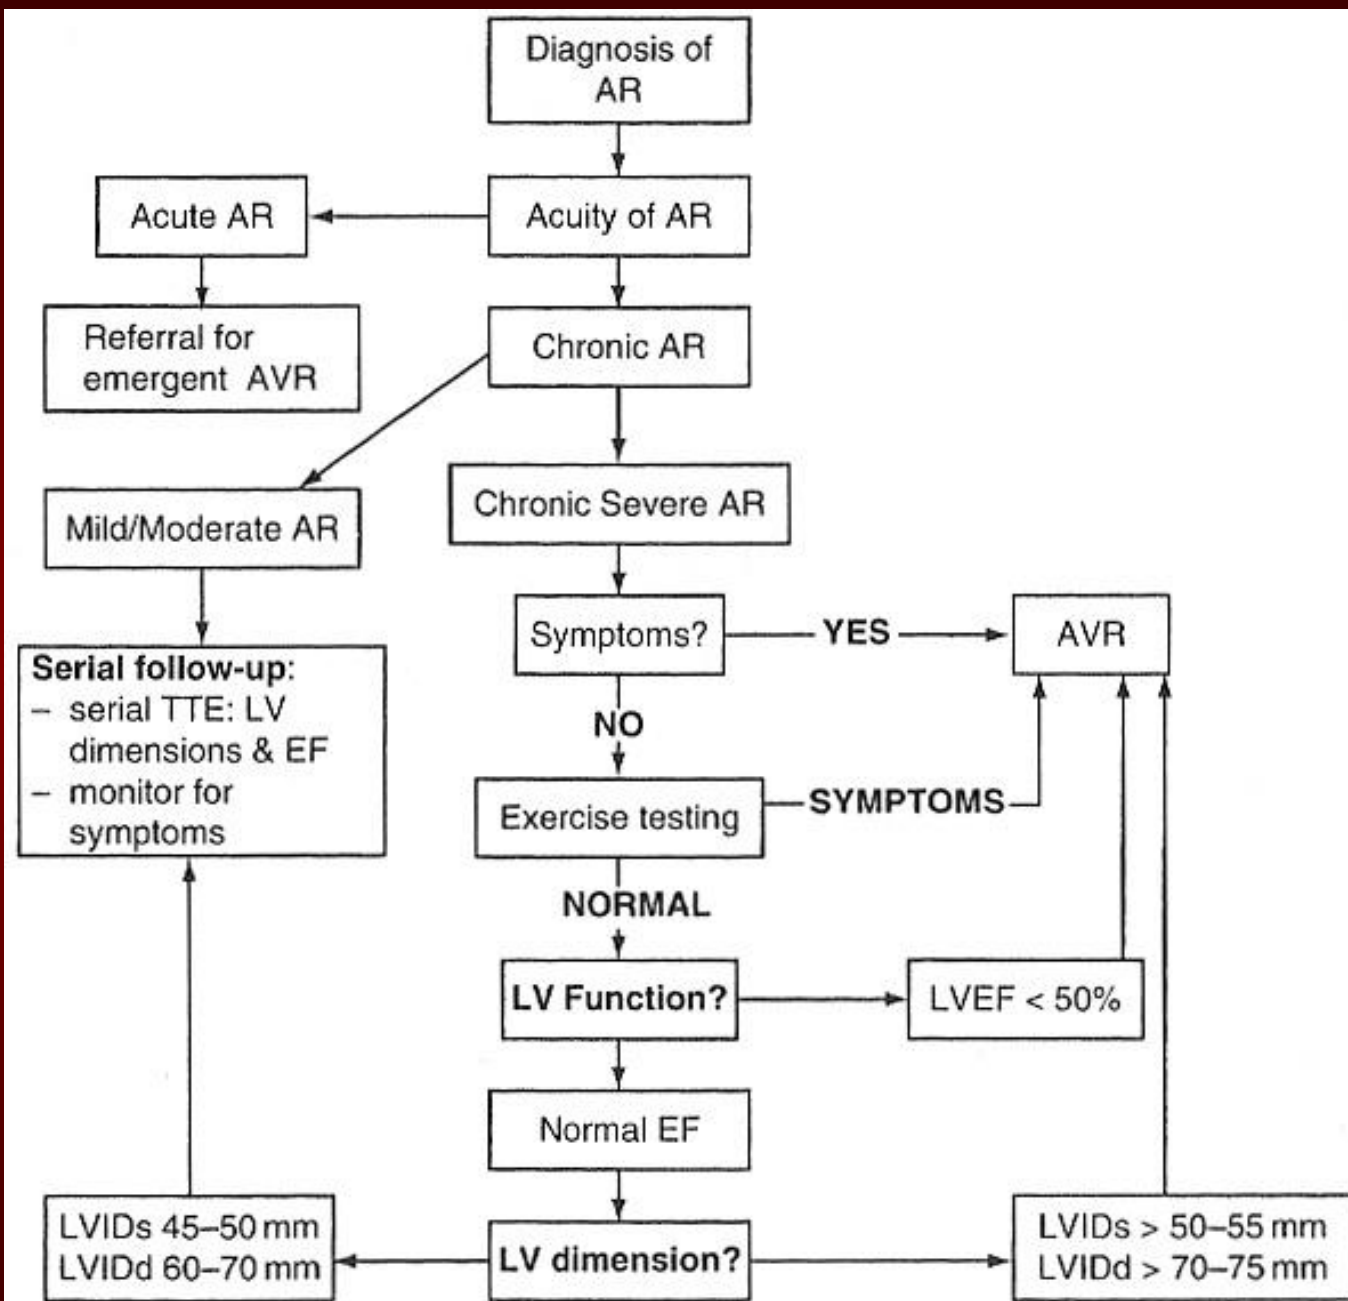 Diagnosis of
AR
Acute AR
Acuity of AR
Referral for
emergent AVR
Chronic AR
Mild/Moderate AR
Chronic Severe AR
Symptoms?
YES
AVR
Serial follow-up:
– serial TTE: LV
dimensions & EF
– monitor for
symptoms
NO
Exercise testing
SYMPTOMS
NORMAL
LV Function?
LVEF < 50%
Normal EF
LVIDs 45–50 mm
LVIDd 60–70 mm
LV dimension?
LVIDs > 50–55 mm
LVIDd > 70–75 mm